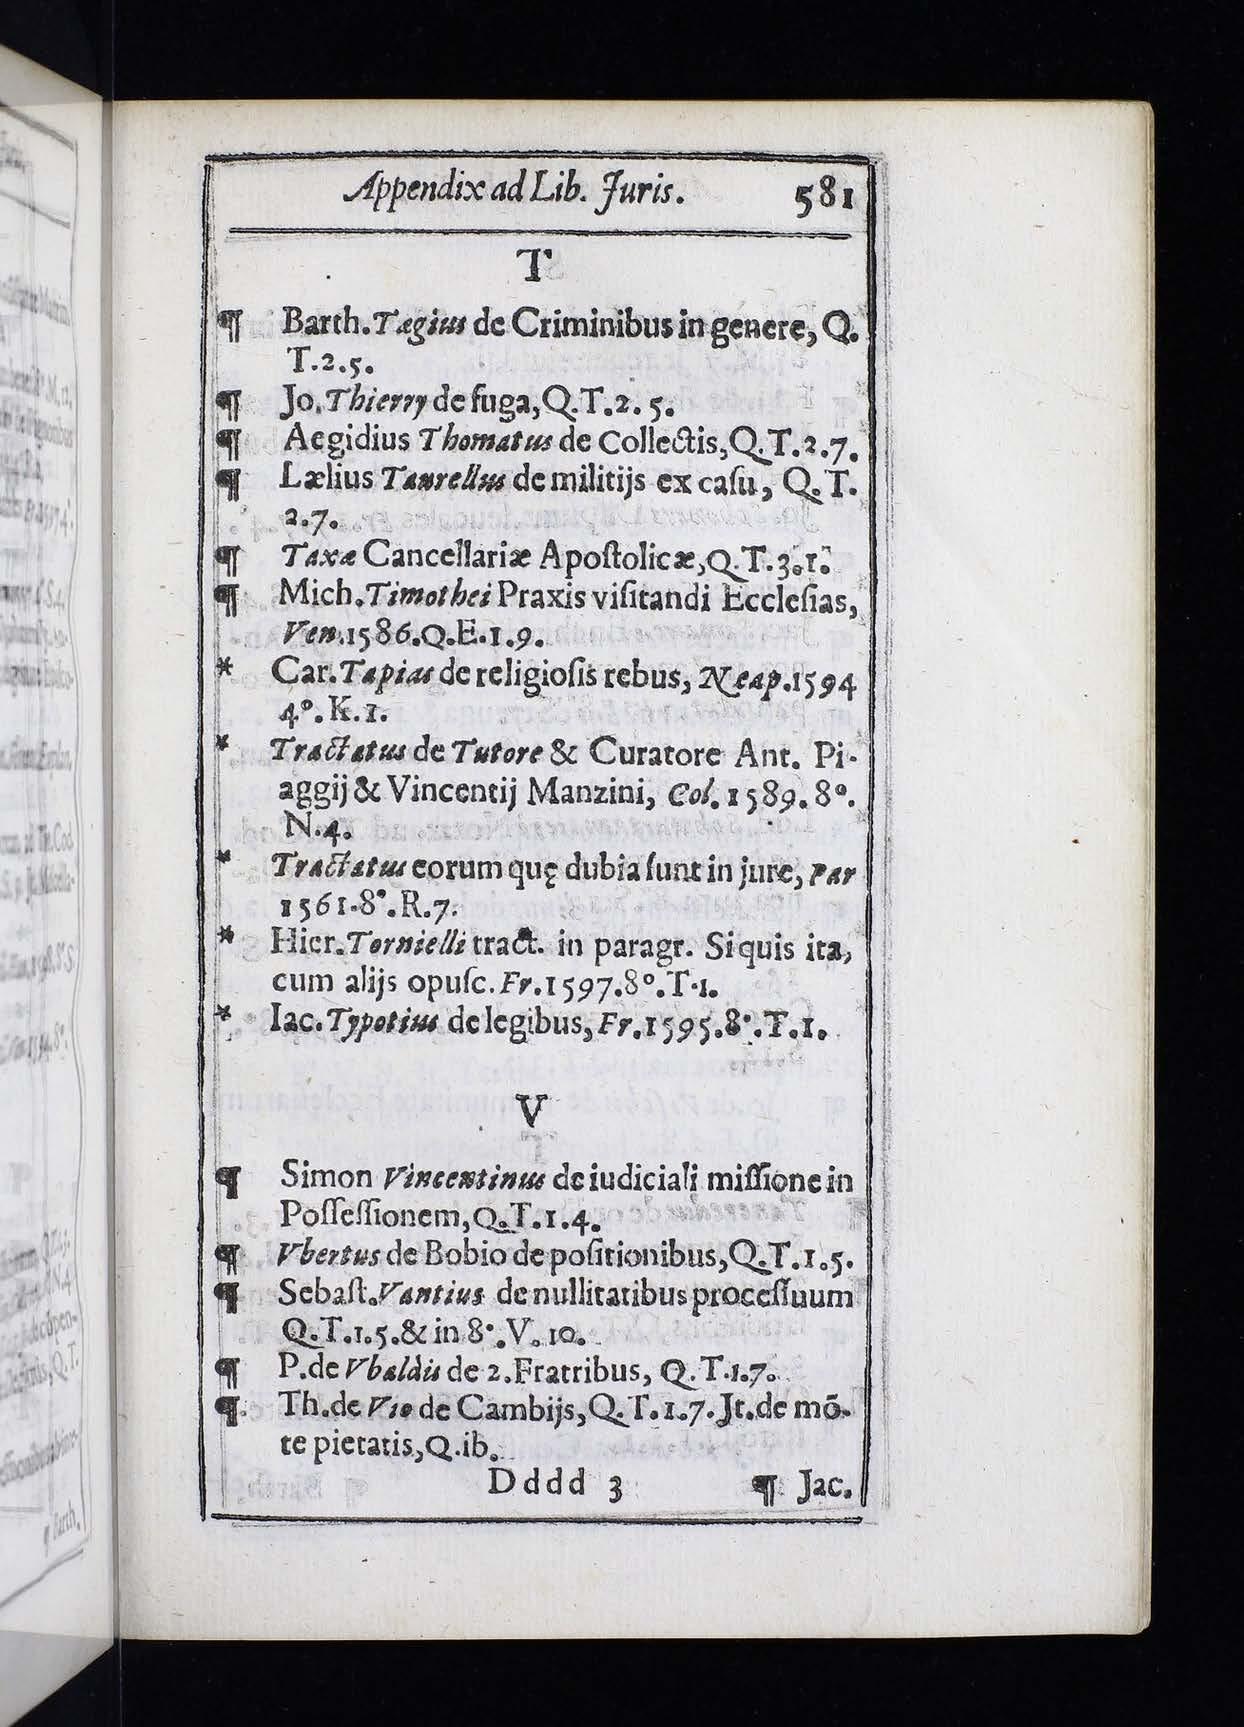 Appendix ad Lib. Juris. 581
T
¶ Barth. Tægius de Criminibus in genere, Q.
T. 2. 5.
¶ Jo. Thierry de fuga, Q.T. 2. 5.
¶ Aegidius Thomatus de Collectis, Q.T. 2. 7.
¶ Lælius Taurellus de militijs ex caſu, Q. T.
2. 7.
¶ Taxæ Cancellariæ Apoſtolicæ, Q.T. 3. 1.
¶ Mich. Timothei Praxis viſitandi Eccleſias,
Ven. 1586. Q.E. 1. 9.
* Car. Tapias de religioſis rebus, Neap. 1594
4°. K. 1.
* Tractatus de Tutore & Curatore Ant. Pi-
aggij & Vincentij Manzini, Col. 1589. 8°.
N. 4.
* Tractatus eorum quę dubia ſunt in jure, Par
1561. 8°. R. 7.
* Hier. Tornielli tract. in paragr. Si quis ita,
cum alijs opuſc. Fr. 1597. 8°. T. 1.
* Iac. Typotius de legibus, Fr. 1595. 8°. T. 1.
V
¶ Simon Vincentinus de iudiciali miſſione in
Poſſeſſionem, Q.T. 1. 4.
¶ Vbertus de Bobio de poſitionibus, Q.T. 1. 5.
¶ Sebaſt. Vantius de nullitatibus proceſſuum
Q.T. 1. 5. & in 8°. V. 10.
¶ P. de Vbaldis de 2. Fratribus, Q.T. 1. 7.
¶ Th. de Vio de Cambijs, Q.T. 1. 7. Jt. de mō-
te pietatis, Q. ib.
Dddd 3 ¶ Jac.